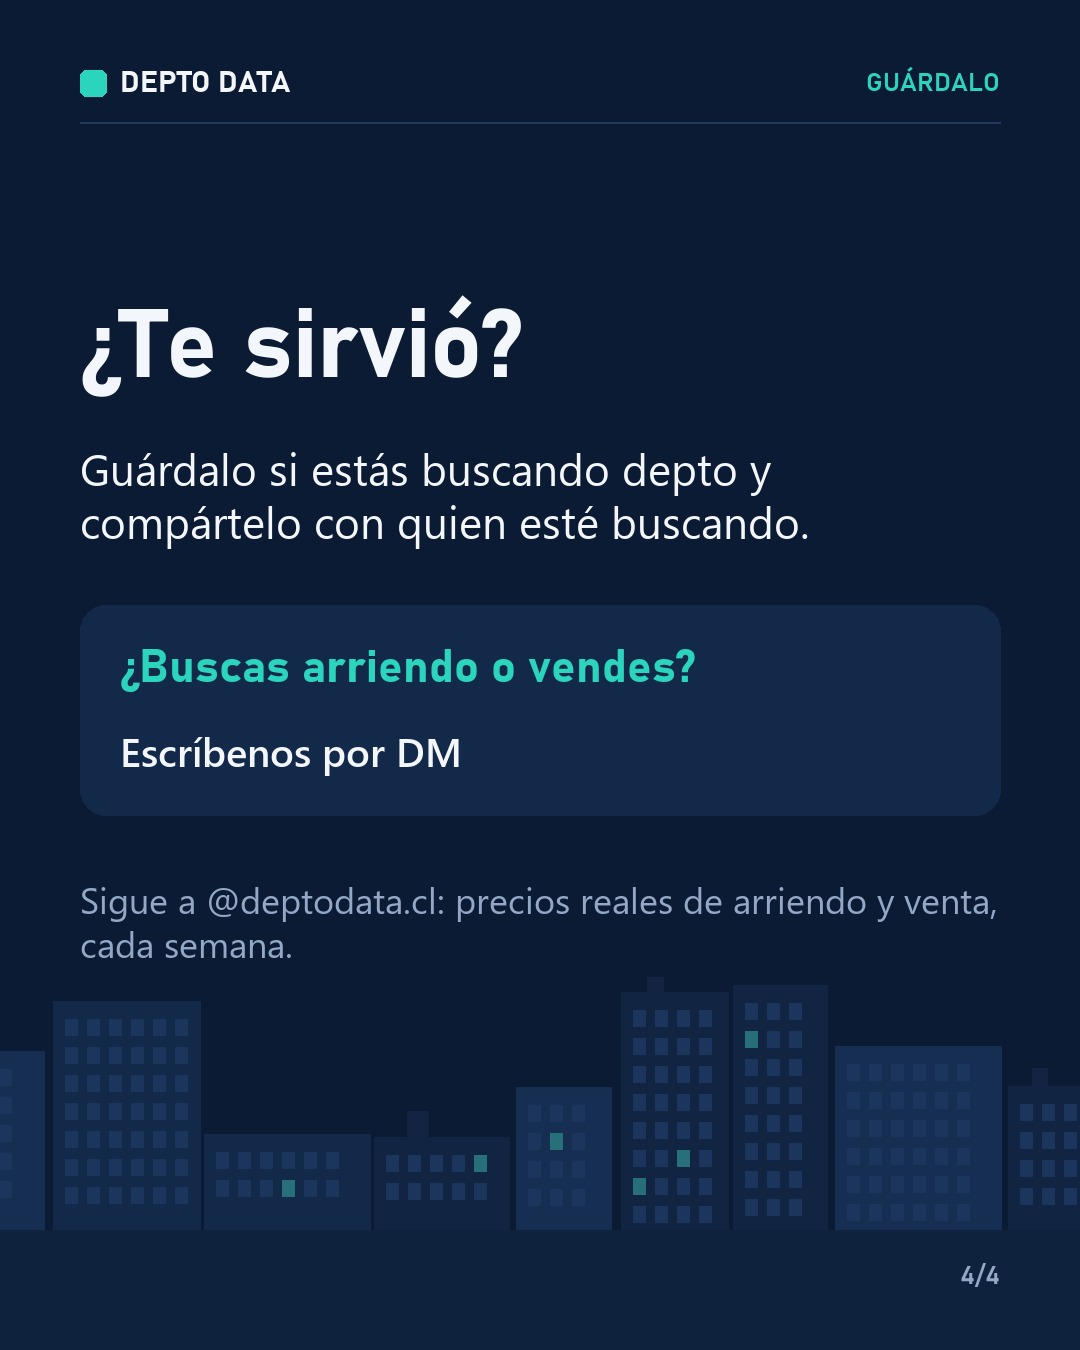 DEPTO DATA
GUÁRDALO
¿Te sirvió?
Guárdalo si estás buscando depto y
compártelo con quien esté buscando.
¿Buscas arriendo o vendes?
Escríbenos por DM
Sigue a @deptodata.cl: precios reales de arriendo y venta,
cada semana.
4/4